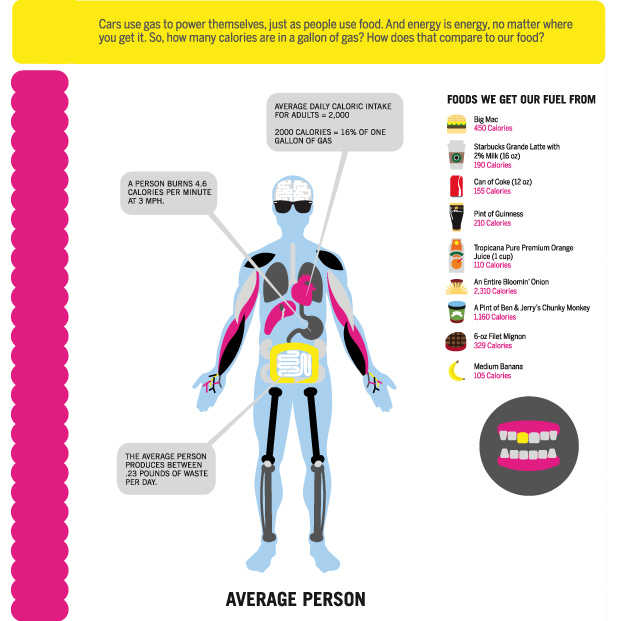 Cars use gas to power themselves, just as people use food. And energy is energy, no matter where
you get it. So, how many calories are in a gallon of gas? How does that compare to our food?
AVERAGE DAILY CALORIC INTAKE
FOR ADULTS = 2,000
2000 CALORIES = 16% OF ONE
GALLON OF GAS
A PERSON BURNS 4.6
CALORIES PER MINUTE
AT 3 MPH.
THE AVERAGE PERSON
PRODUCES BETWEEN
.23 POUNDS OF WASTE
PER DAY.
AVERAGE PERSON
FOODS WE GET OUR FUEL FROM
Big Mac
450 Calories
Starbucks Grande Latte with
2% Milk (16 oz)
190 Calories
Can of Coke (12 oz)
155 Calories
Pint of Guinness
210 Calories
Tropicana Pure Premium Orange
Juice (1 cup)
110 Calories
An Entire Bloomin' Onion
2,310 Calories
A Pint of Ben & Jerry's Chunky Monkey
1,160 Calories
6-oz Filet Mignon
329 Calories
Medium Banana
105 Calories